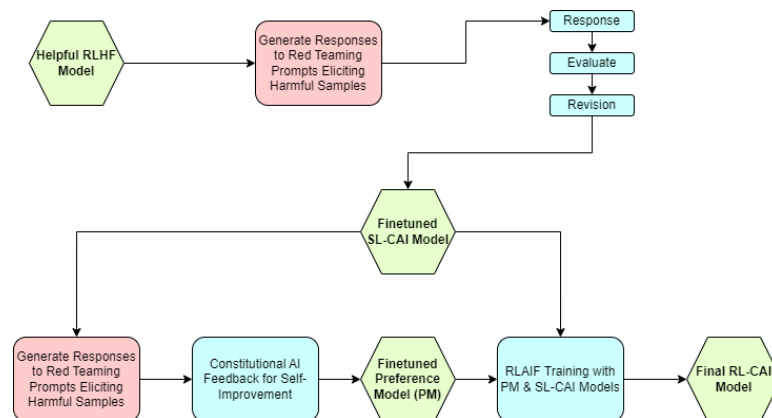 Response
Helpful RLHF
Model
Generate Responses
to Red Teaming
Prompts Eliciting
Harmful Samples
Evaluate
Revision
Finetuned
SL-CAI Model
Generate Responses
to Red Teaming
Prompts Eliciting
Harmful Samples
Constitutional AI
Feedback for Self-
Improvement
Finetuned
Preference
Model (PM)
RLAIF Training with
PM & SL-CAI Models
Final RL-CAI
Model